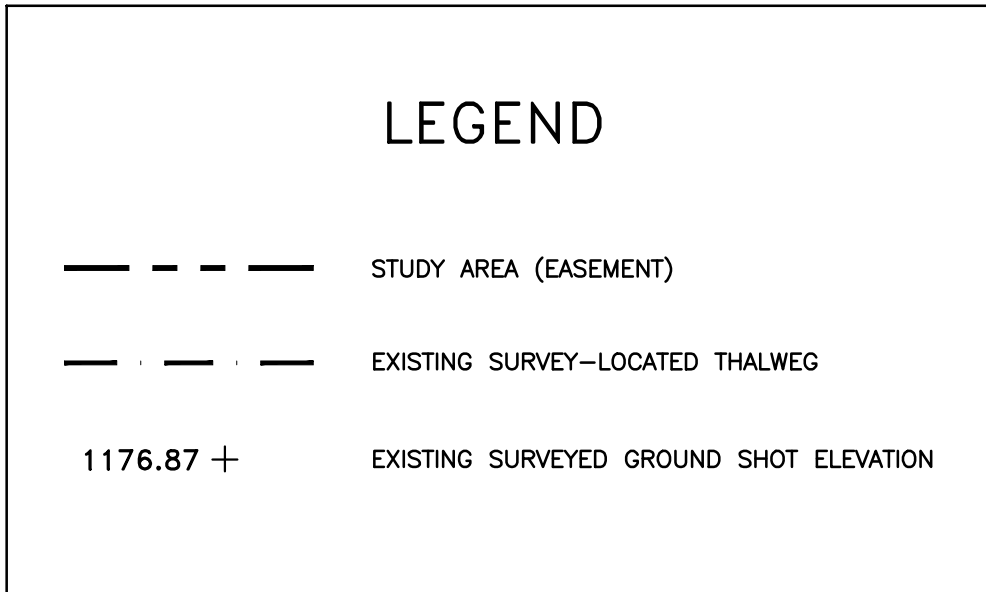 LEGEND
STUDY AREA (EASEMENT)
EXISTING SURVEY-LOCATED THALWEG
1176.87 + EXISTING SURVEYED GROUND SHOT ELEVATION